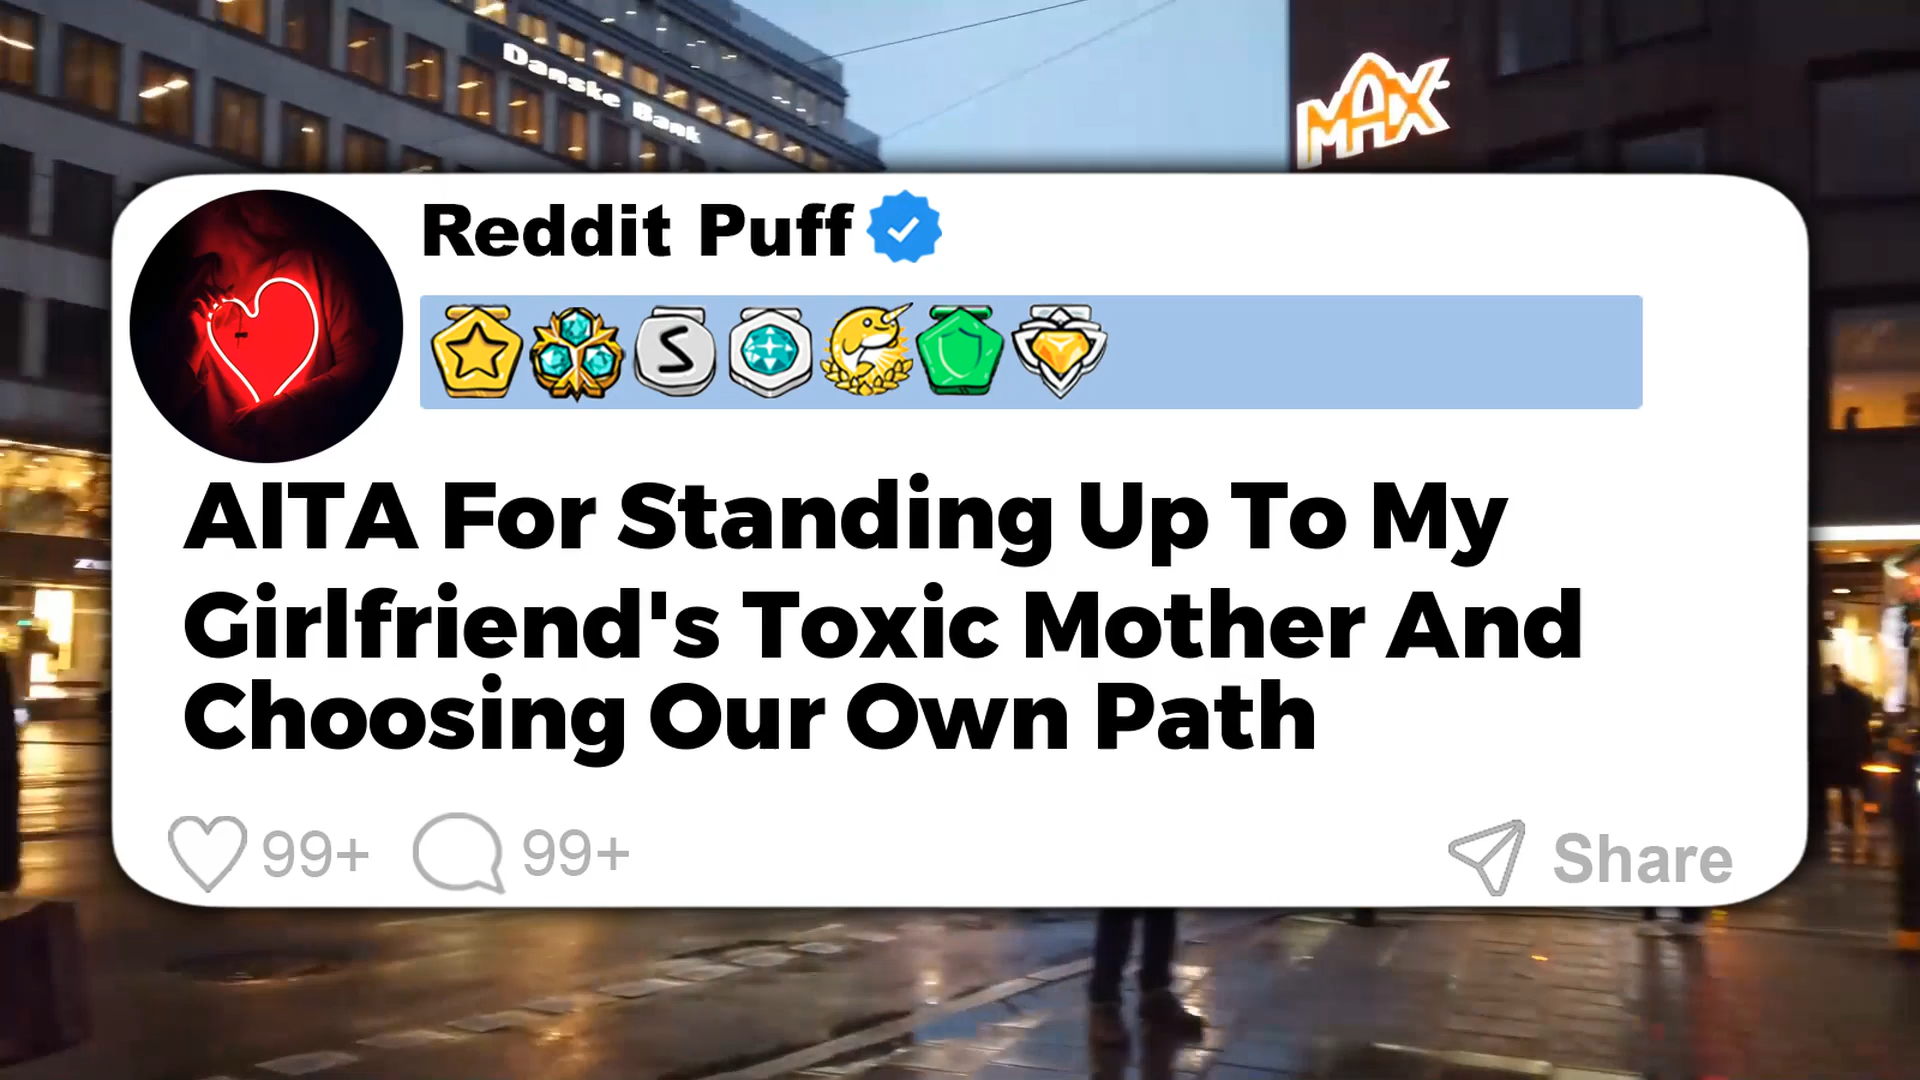 Danske Bank
MAX
Reddit Puff
S
AITA For Standing Up To My
Girlfriend's Toxic Mother And
Choosing Our Own Path
99+
99+
Share